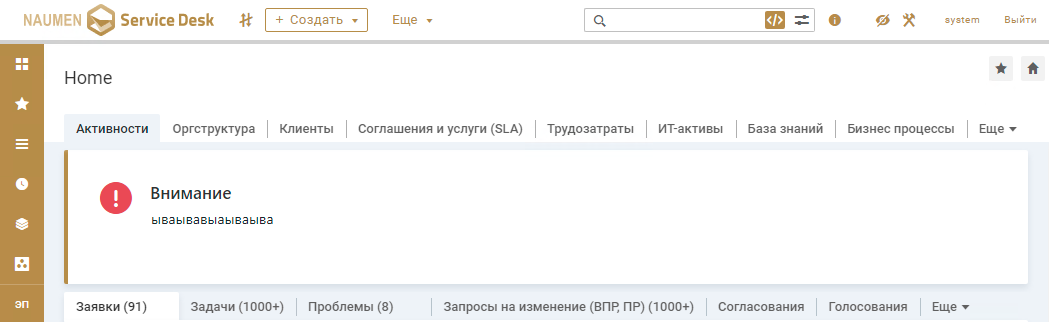 NAUMEN Service Desk + Создать Еще </> i system Выйти
Home
Активности Оргструктура Клиенты Соглашения и услуги (SLA) Трудозатраты ИТ-активы База знаний Бизнес процессы Еще
Внимание
ываывавыаываыва
ЭП
Заявки (91) Задачи (1000+) Проблемы (8) Запросы на изменение (ВПР, ПР) (1000+) Согласования Голосования Еще